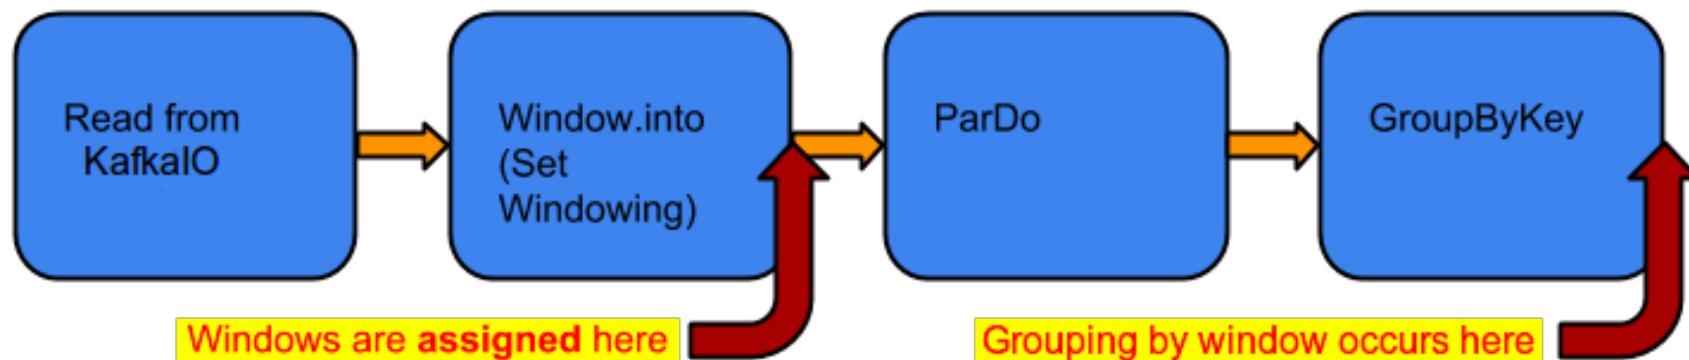 Read from
KafkaIO
Window.into
(Set
Windowing)
ParDo
GroupByKey
Windows are assigned here
Grouping by window occurs here